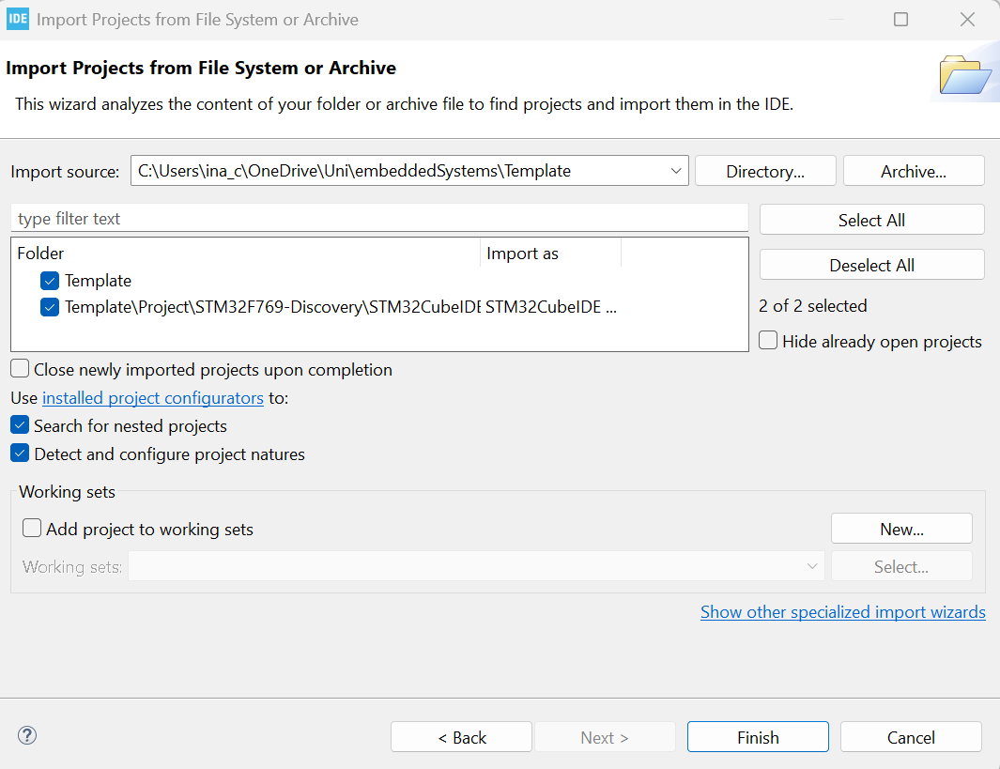 IDE Import Projects from File System or Archive
Import Projects from File System or Archive
This wizard analyzes the content of your folder or archive file to find projects and import them in the IDE.
Import source: C:\Users\ina_c\OneDrive\Uni\embeddedSystems\Template Directory... Archive...
type filter text Select All
Folder Import as
Deselect All
Template
Template\Project\STM32F769-Discovery\STM32CubeIDE STM32CubeIDE ...
2 of 2 selected
Hide already open projects
Close newly imported projects upon completion
Use installed project configurators to:
Search for nested projects
Detect and configure project natures
Working sets
Add project to working sets New...
Working sets: Select...
Show other specialized import wizards
? < Back Next > Finish Cancel